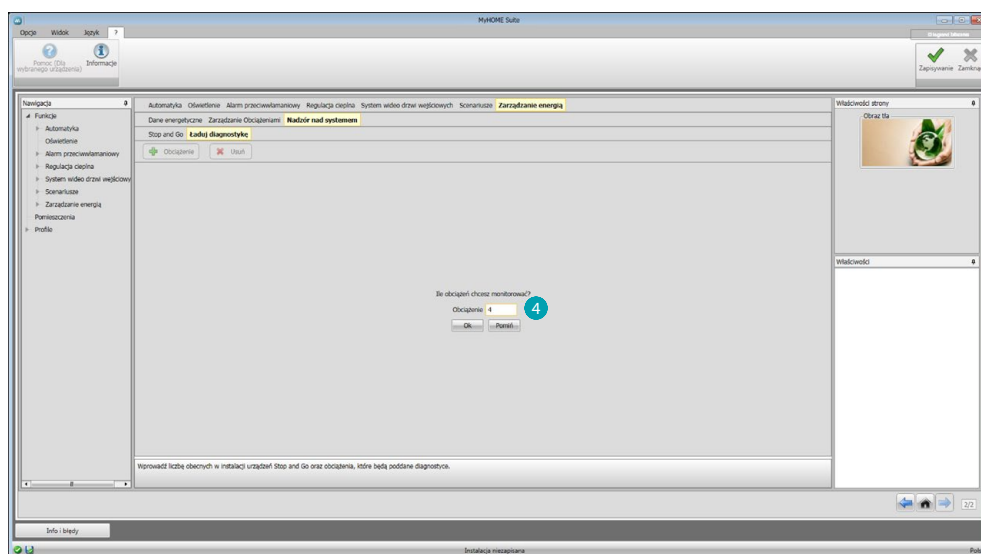 MyHOME Suite
Opcje Widok Język ?
Pomoc (Dla wybranego urządzenia)
Informacje
Zapisywanie Zamknąć
Nawigacja
Funkcje
Automatyka
Oświetlenie
Alarm przeciwwłamaniowy
Regulacja cieplna
System wideo drzwi wejściowy
Scenariusze
Zarządzanie energią
Pomieszczenia
Profile
Automatyka Oświetlenie Alarm przeciwwłamaniowy Regulacja cieplna System wideo drzwi wejściowych Scenariusze Zarządzanie energią
Dane energetyczne Zarządzanie Obciążeniami Nadzór nad systemem
Stop and Go Ładuj diagnostykę
Obciążenie Usuń
Ile obciążeń chcesz monitorować?
Obciążenie 4
4
Ok Pomiń
Wprowadź liczbę obecnych w instalacji urządzeń Stop and Go oraz obciążenia, które będą poddane diagnostyce.
Właściwości strony
Obraz tła
Właściwości
2/2
Info i błędy
Instalacja niezapisana
Pols